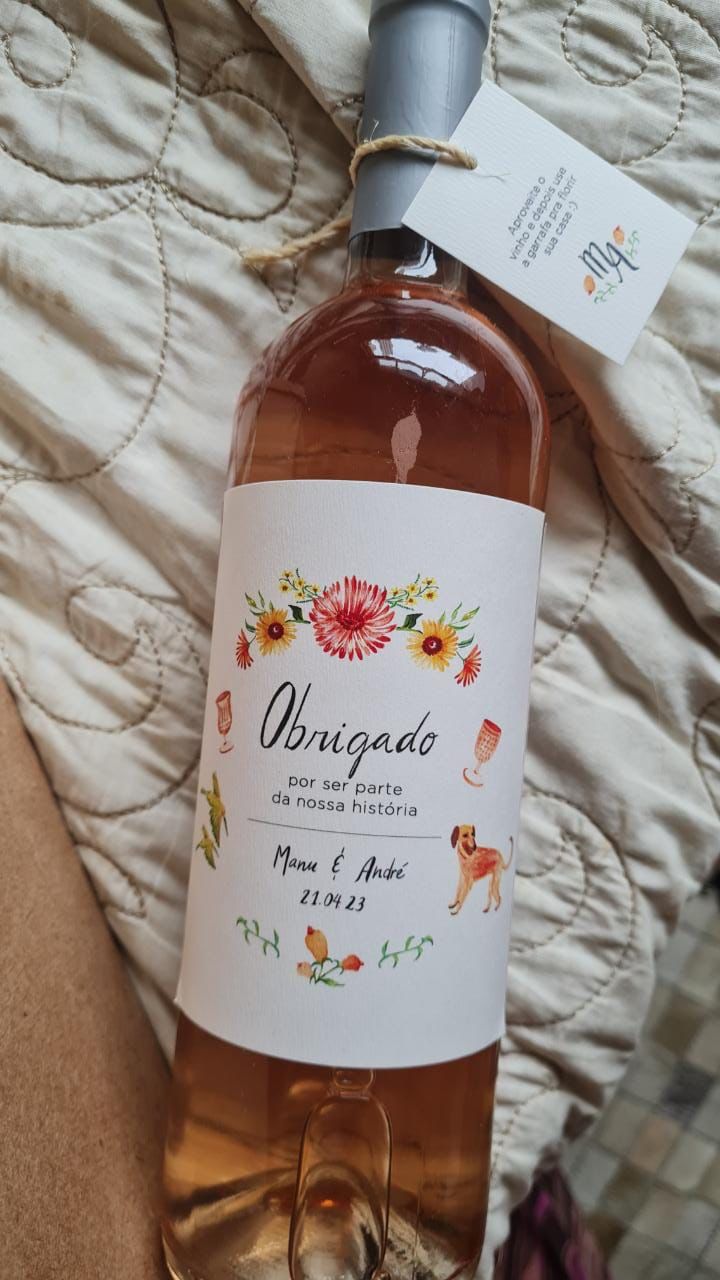 Aproveite o
vinho e depois use
a garrafa pra florir
sua casa :)
MA
Obrigado
por ser parte
da nossa história
Manu & André
21.04.23